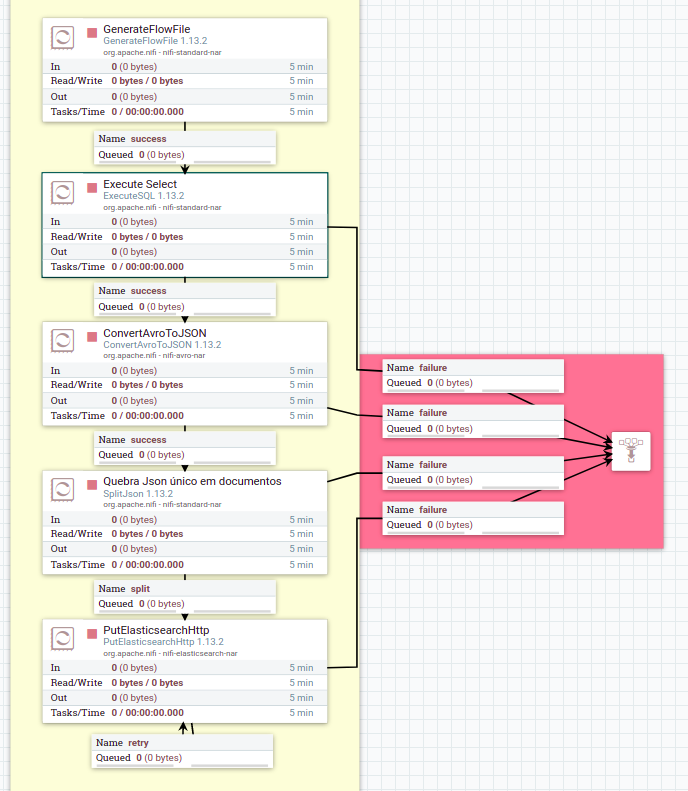 GenerateFlowFile
GenerateFlowFile 1.13.2
org.apache.nifi - nifi-standard-nar
In 0 (0 bytes) 5 min
Read/Write 0 bytes / 0 bytes 5 min
Out 0 (0 bytes) 5 min
Tasks/Time 0 / 00:00:00.000 5 min
Name success
Queued 0 (0 bytes)
Execute Select
ExecuteSQL 1.13.2
org.apache.nifi - nifi-standard-nar
In 0 (0 bytes) 5 min
Read/Write 0 bytes / 0 bytes 5 min
Out 0 (0 bytes) 5 min
Tasks/Time 0 / 00:00:00.000 5 min
Name success
Queued 0 (0 bytes)
ConvertAvroToJSON
ConvertAvroToJSON 1.13.2
org.apache.nifi - nifi-avro-nar
In 0 (0 bytes) 5 min
Read/Write 0 bytes / 0 bytes 5 min
Out 0 (0 bytes) 5 min
Tasks/Time 0 / 00:00:00.000 5 min
Name success
Queued 0 (0 bytes)
Quebra Json único em documentos
SplitJson 1.13.2
org.apache.nifi - nifi-standard-nar
In 0 (0 bytes) 5 min
Read/Write 0 bytes / 0 bytes 5 min
Out 0 (0 bytes) 5 min
Tasks/Time 0 / 00:00:00.000 5 min
Name split
Queued 0 (0 bytes)
PutElasticsearchHttp
PutElasticsearchHttp 1.13.2
org.apache.nifi - nifi-elasticsearch-nar
In 0 (0 bytes) 5 min
Read/Write 0 bytes / 0 bytes 5 min
Out 0 (0 bytes) 5 min
Tasks/Time 0 / 00:00:00.000 5 min
Name retry
Queued 0 (0 bytes)
Name failure
Queued 0 (0 bytes)
Name failure
Queued 0 (0 bytes)
Name failure
Queued 0 (0 bytes)
Name failure
Queued 0 (0 bytes)